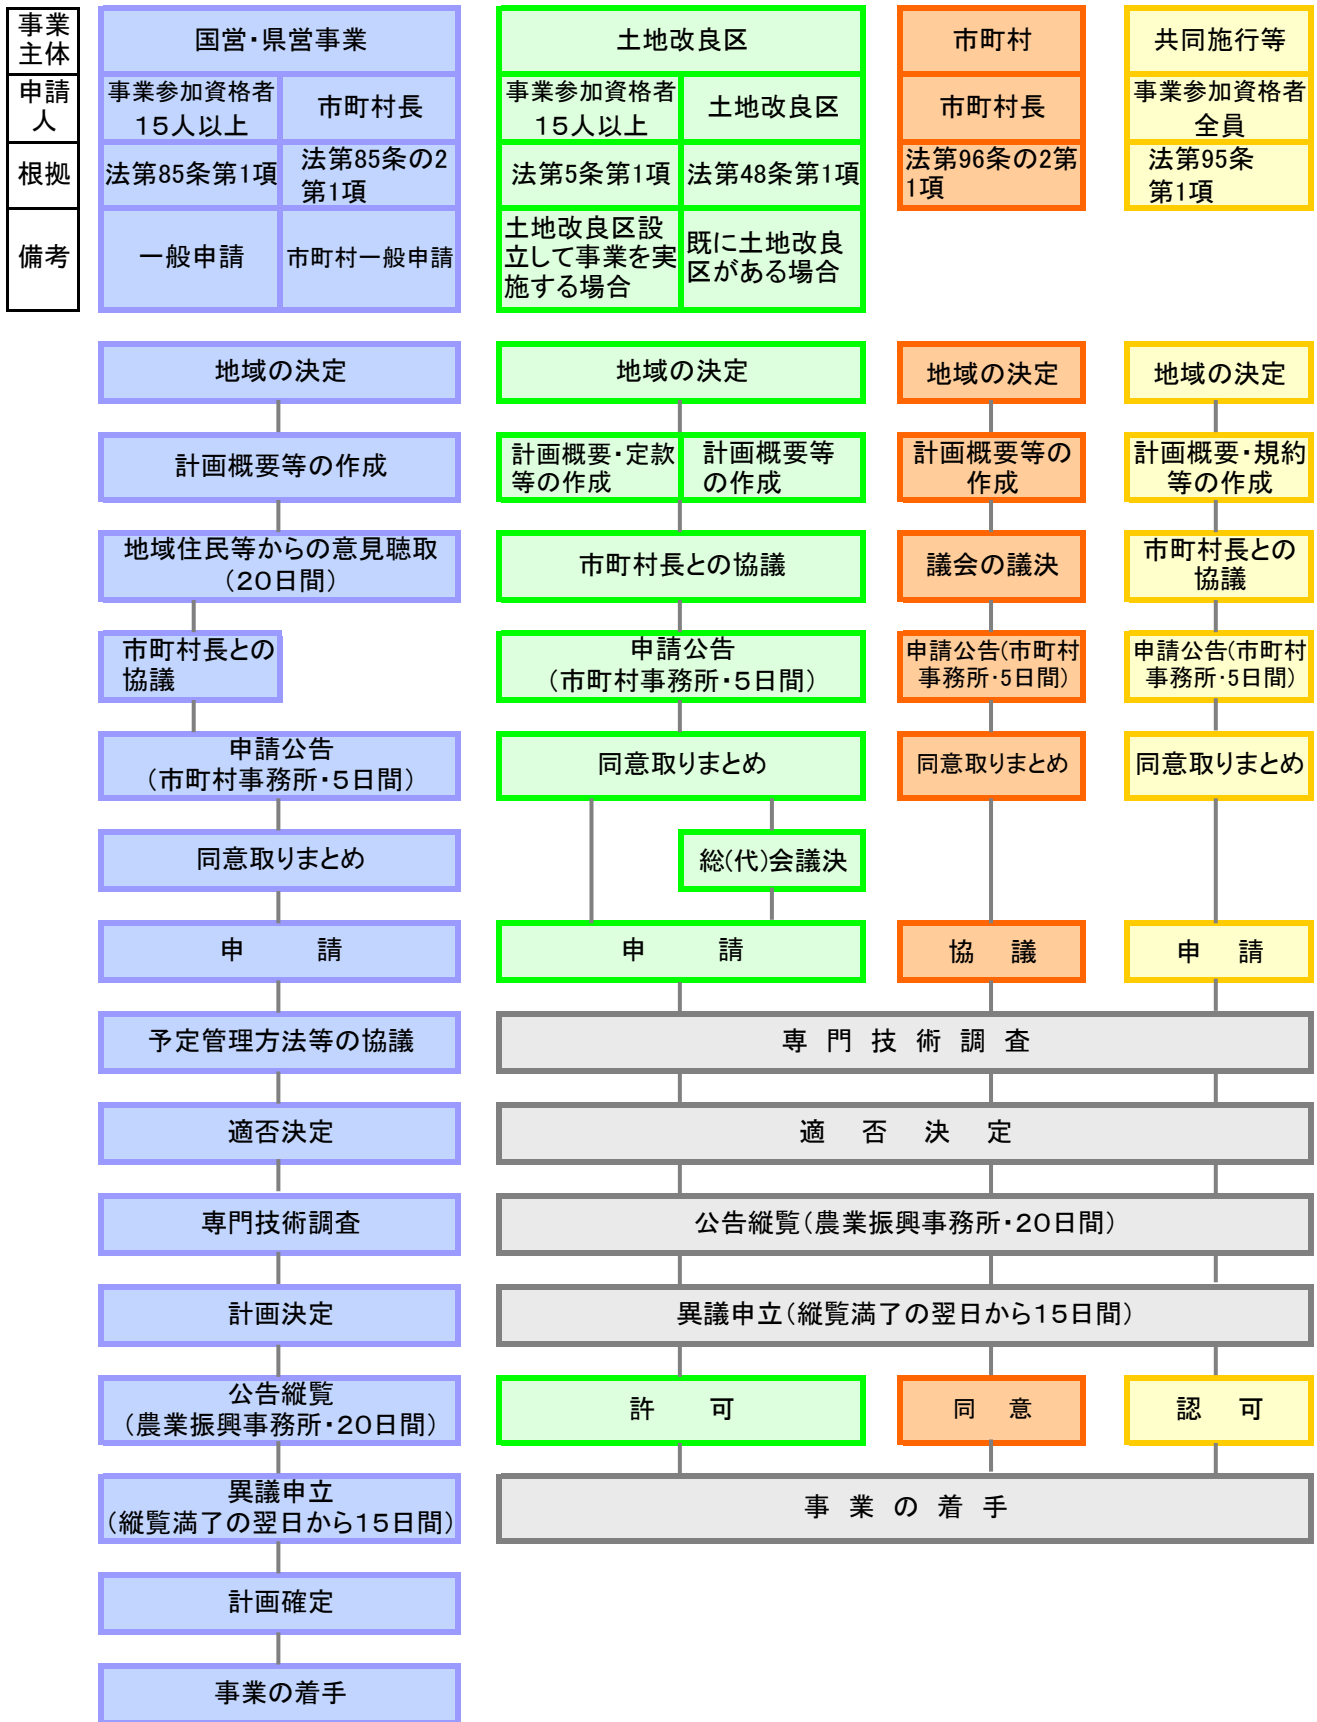 事業
主体
国営・県営事業
土地改良区
市町村
共同施行等
申請
人
事業参加資格者
１５人以上
市町村長
事業参加資格者
１５人以上
土地改良区
市町村長
事業参加資格者
全員
根拠
法第85条第1項
法第85条の2
第1項
法第5条第1項
法第48条第1項
法第96条の2第
1項
法第95条
第1項
備考
一般申請
市町村一般申請
土地改良区設
立して事業を実
施する場合
既に土地改良
区がある場合
地域の決定
地域の決定
地域の決定
地域の決定
計画概要等の作成
計画概要・定款
等の作成
計画概要等
の作成
計画概要等の
作成
計画概要・規約
等の作成
地域住民等からの意見聴取
（２０日間）
市町村長との協議
議会の議決
市町村長との
協議
市町村長との
協議
申請公告
（市町村事務所・５日間）
申請公告(市町村
事務所・5日間)
申請公告(市町村
事務所・5日間)
申請公告
（市町村事務所・５日間）
同意取りまとめ
同意取りまとめ
同意取りまとめ
同意取りまとめ
総(代)会議決
申　　請
申　　請
協　議
申　請
予定管理方法等の協議
専 門 技 術 調 査
適否決定
適　否　決　定
専門技術調査
公告縦覧（農業振興事務所・２０日間）
計画決定
異議申立（縦覧満了の翌日から１５日間）
公告縦覧
（農業振興事務所・２０日間）
許　　可
同　意
認　可
異議申立
（縦覧満了の翌日から１５日間）
事 業 の 着 手
計画確定
事業の着手